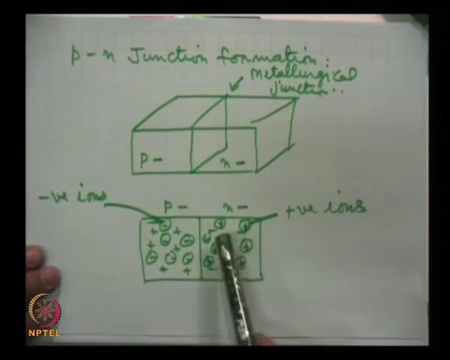 p-n Junction formation.
metallurgical
junction..
p- n-
-ve ions p- n- +ve ions
NPTEL